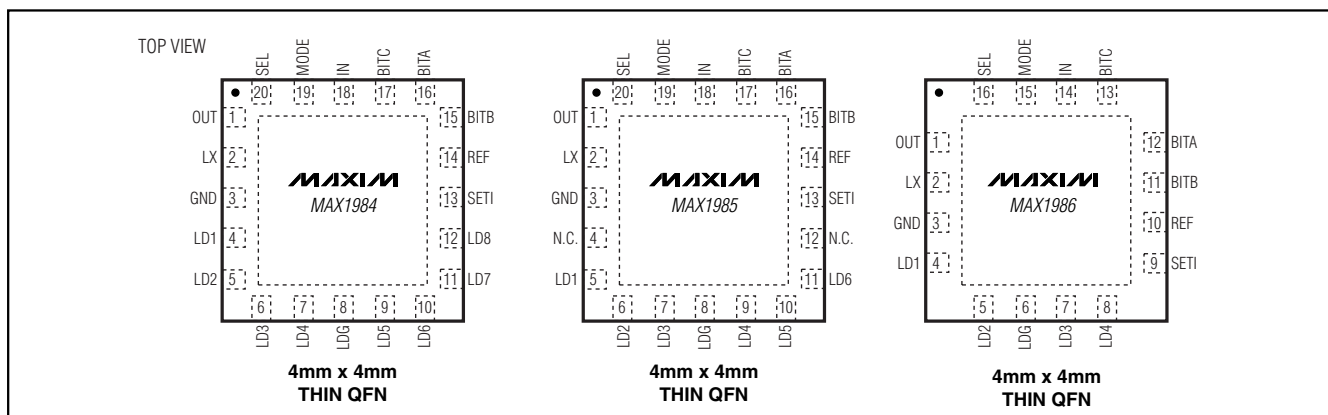 TOP VIEW
SEL
MODE
IN
BITC
BITA
20
19
18
17
16
OUT 1
15 BITB
LX 2
14 REF
GND 3
13 SETI
LD1 4
12 LD8
LD2 5
11 LD7
MAXIM
MAX1984
6
7
8
9
10
LD3
LD4
LDG
LD5
LD6
4mm x 4mm
THIN QFN
SEL
MODE
IN
BITC
BITA
20
19
18
17
16
OUT 1
15 BITB
LX 2
14 REF
GND 3
13 SETI
N.C. 4
12 N.C.
LD1 5
11 LD6
MAXIM
MAX1985
6
7
8
9
10
LD2
LD3
LDG
LD4
LD5
4mm x 4mm
THIN QFN
SEL
MODE
IN
BITC
16
15
14
13
OUT 1
12 BITA
LX 2
11 BITB
GND 3
10 REF
LD1 4
9 SETI
MAXIM
MAX1986
5
6
7
8
LD2
LDG
LD3
LD4
4mm x 4mm
THIN QFN